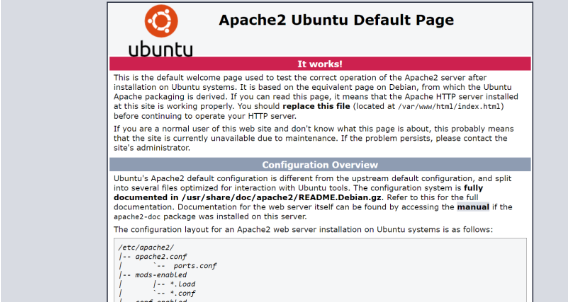 Apache2 Ubuntu Default Page
ubuntu
It works!
This is the default welcome page used to test the correct operation of the Apache2 server after
installation on Ubuntu systems. It is based on the equivalent page on Debian, from which the Ubuntu
Apache packaging is derived. If you can read this page, it means that the Apache HTTP server installed
at this site is working properly. You should replace this file (located at /var/www/html/index.html)
before continuing to operate your HTTP server.
If you are a normal user of this web site and don't know what this page is about, this probably means
that the site is currently unavailable due to maintenance. If the problem persists, please contact the
site's administrator.
Configuration Overview
Ubuntu's Apache2 default configuration is different from the upstream default configuration, and split
into several files optimized for interaction with Ubuntu tools. The configuration system is fully
documented in /usr/share/doc/apache2/README.Debian.gz. Refer to this for the full
documentation. Documentation for the web server itself can be found by accessing the manual if the
apache2-doc package was installed on this server.
The configuration layout for an Apache2 web server installation on Ubuntu systems is as follows:
/etc/apache2/
|-- apache2.conf
|       `--  ports.conf
|-- mods-enabled
|       |-- *.load
|       `-- *.conf
|-- conf-enabled